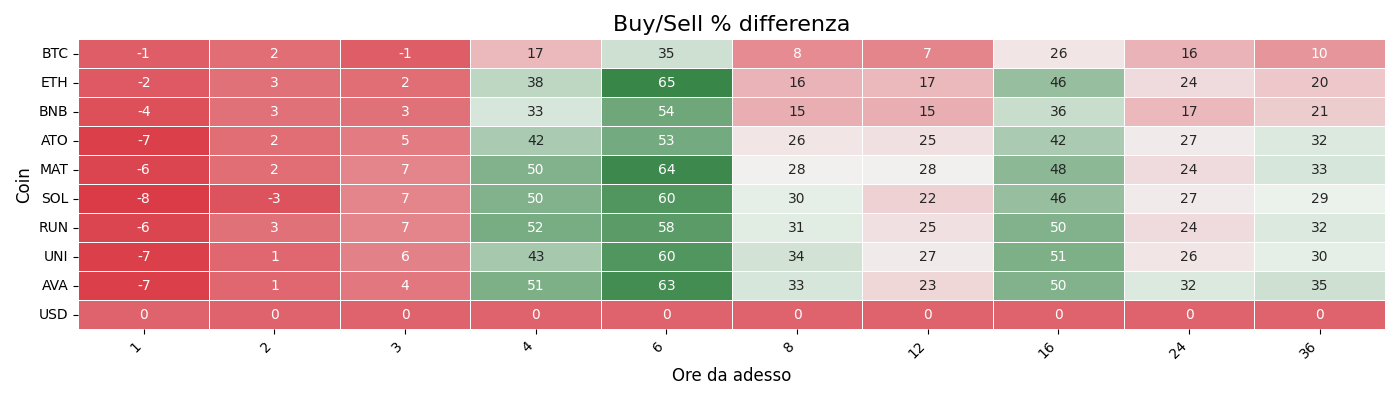 Buy/Sell % differenza
Coin
BTC -1 2 -1 17 35 8 7 26 16 10
ETH -2 3 2 38 65 16 17 46 24 20
BNB -4 3 3 33 54 15 15 36 17 21
ATO -7 2 5 42 53 26 25 42 27 32
MAT -6 2 7 50 64 28 28 48 24 33
SOL -8 -3 7 50 60 30 22 46 27 29
RUN -6 3 7 52 58 31 25 50 24 32
UNI -7 1 6 43 60 34 27 51 26 30
AVA -7 1 4 51 63 33 23 50 32 35
USD 0 0 0 0 0 0 0 0 0 0
1 2 3 4 6 8 12 16 24 36
Ore da adesso